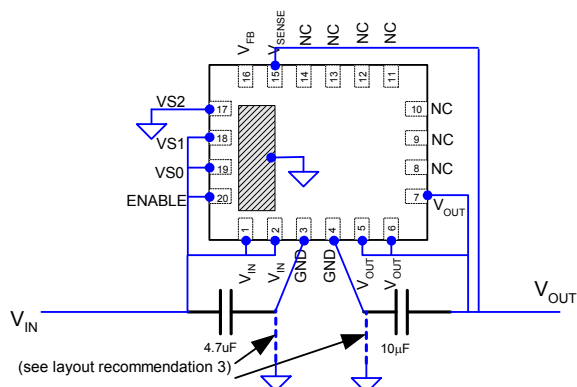 VFB
VSENSE
NC
NC
NC
NC
16
15
14
13
12
11
VS2
17
10
NC
VS1
18
9
NC
VS0
19
8
NC
ENABLE
20
7
VOUT
1
2
3
4
5
6
VIN
VIN
GND
GND
VOUT
VOUT
VIN
VOUT
4.7uF
10μF
(see layout recommendation 3)